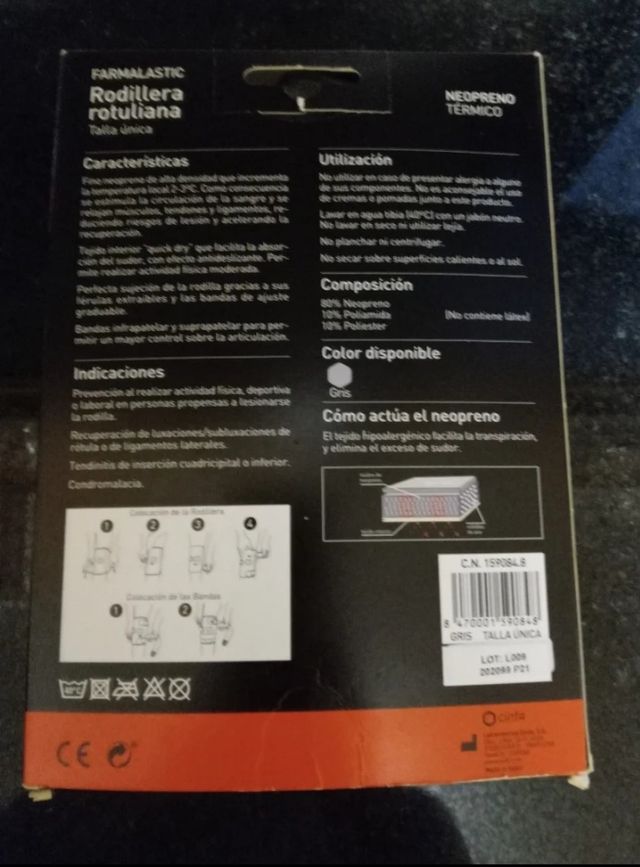 FARMALASTIC
Rodillera
rotuliana
Talla única
NEOPRENO
TÉRMICO
Características
Fino neopreno de alta densidad que incrementa
la temperatura local 2-3ºC. Como consecuencia
se estimula la circulación de la sangre y se
relajan músculos, tendones y ligamentos, re-
duciendo riesgos de lesión y acelerando la
recuperación.
Tejido interior "quick dry" que facilita la absor-
ción del sudor, con efecto antideslizante. Per-
mite realizar actividad física moderada.
Perfecta sujeción de la rodilla gracias a sus
férulas extraíbles y las bandas de ajuste
graduable.
Bandas infrapatelar y suprapatelar para per-
mitir un mayor control sobre la articulación.
Indicaciones
Prevención al realizar actividad física, deportiva
o laboral en personas propensas a lesionarse
la rodilla.
Recuperación de luxaciones/subluxaciones de
rótula o de ligamentos laterales.
Tendinitis de inserción cuadricipital o inferior.
Condromalacia.
Colocación de la Rodillera
1 2 3 4
Colocación de las Bandas
1 2
40°C
CE
Utilización
No utilizar en caso de presentar alergia a alguno
de sus componentes. No es aconsejable el uso
de cremas o pomadas junto a este producto.
Lavar en agua tibia (40ºC) con un jabón neutro.
No lavar en seco ni utilizar lejía.
No planchar ni centrifugar.
No secar sobre superficies calientes o al sol.
Composición
80% Neopreno
10% Poliamida (No contiene látex)
10% Poliester
Color disponible
Gris
Cómo actúa el neopreno
El tejido hipoalergénico facilita la transpiración,
y elimina el exceso de sudor.
C.N. 159084.8
8 470001 590848
GRIS TALLA ÚNICA
LOT: L009
202099 P21
cinfa